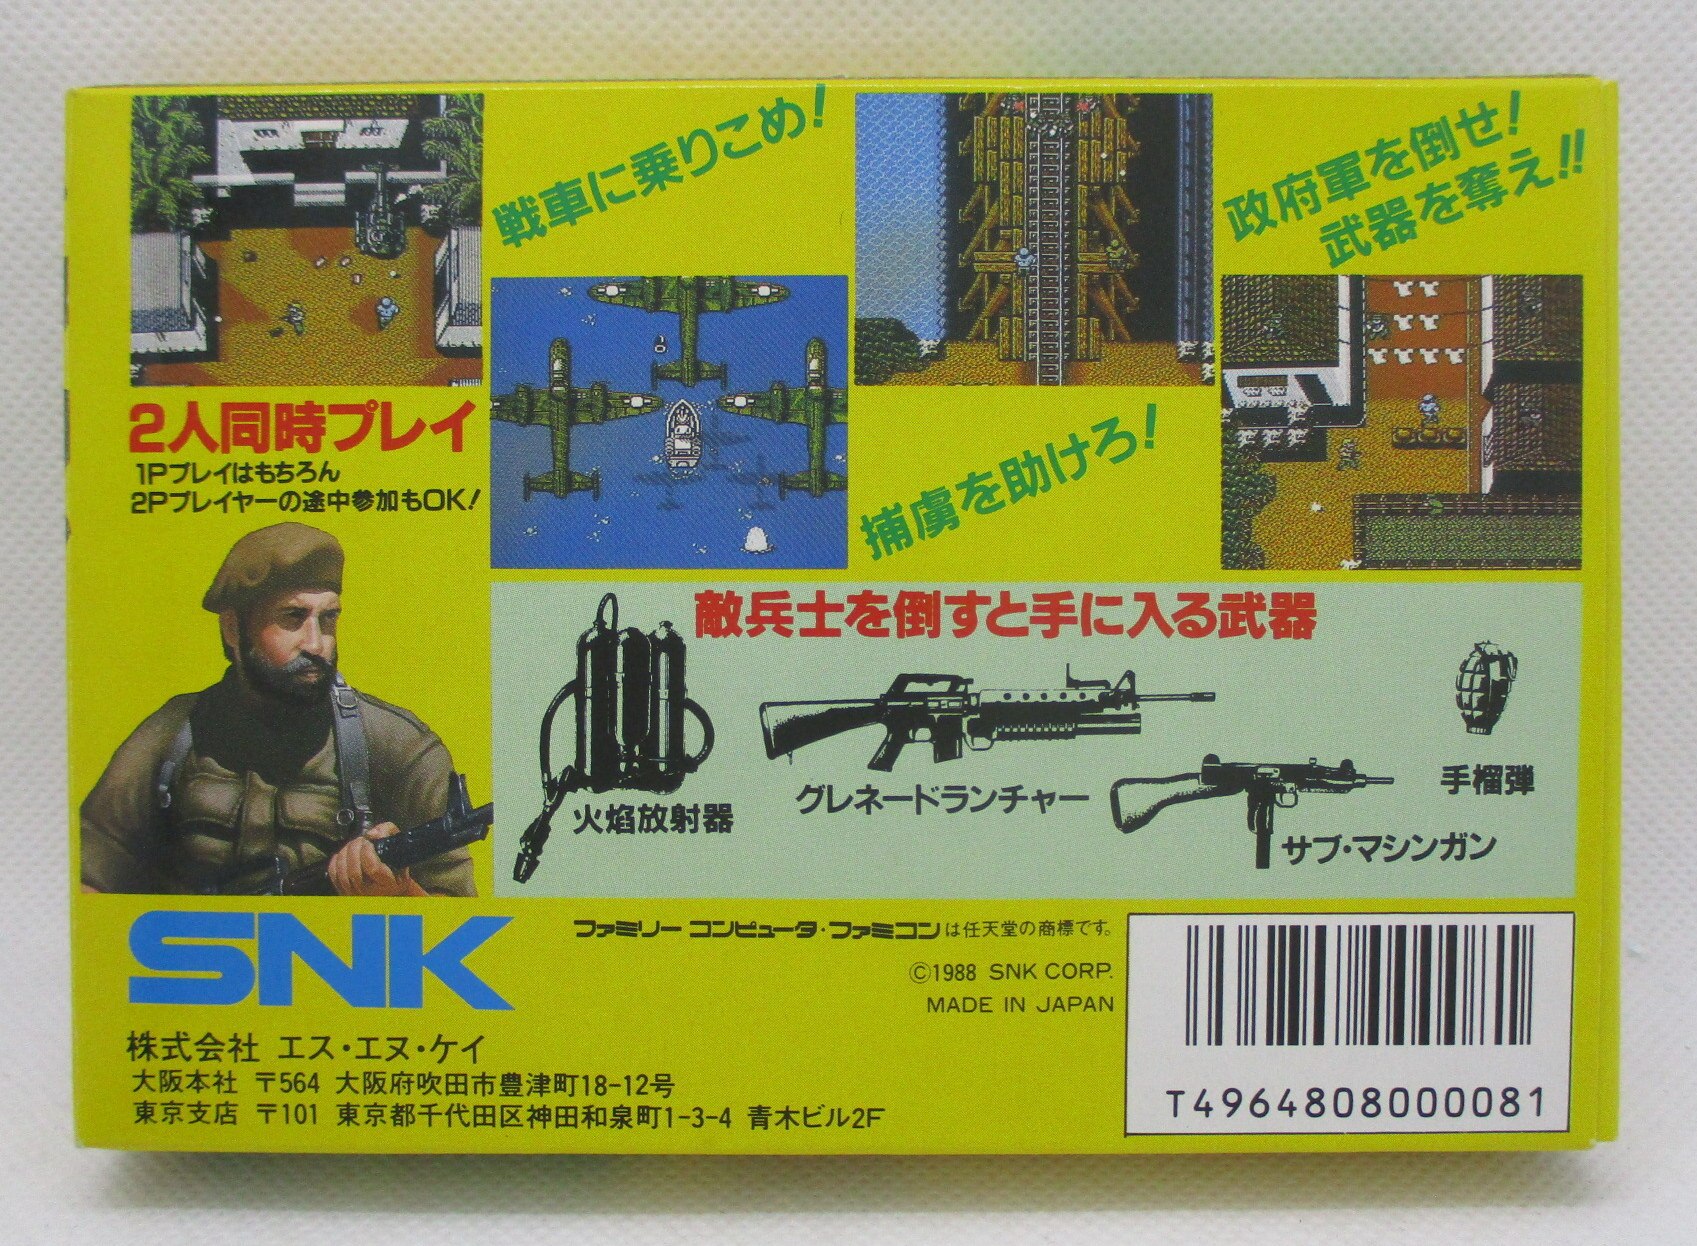 戦車に乗りこめ!
政府軍を倒せ!
武器を奪え!!
2人同時プレイ
1Pプレイはもちろん
2Pプレイヤーの途中参加もOK!
捕虜を助けろ!
敵兵士を倒すと手に入る武器
火焰放射器
グレネードランチャー
サブ・マシンガン
手榴弾
SNK
ファミリーコンピュータ・ファミコンは任天堂の商標です。
©1988 SNK CORP.
MADE IN JAPAN
株式会社 エス・エヌ・ケイ
大阪本社 〒564 大阪府吹田市豊津町18-12号
東京支店 〒101 東京都千代田区神田和泉町1-3-4 青木ビル2F
T4964808000081